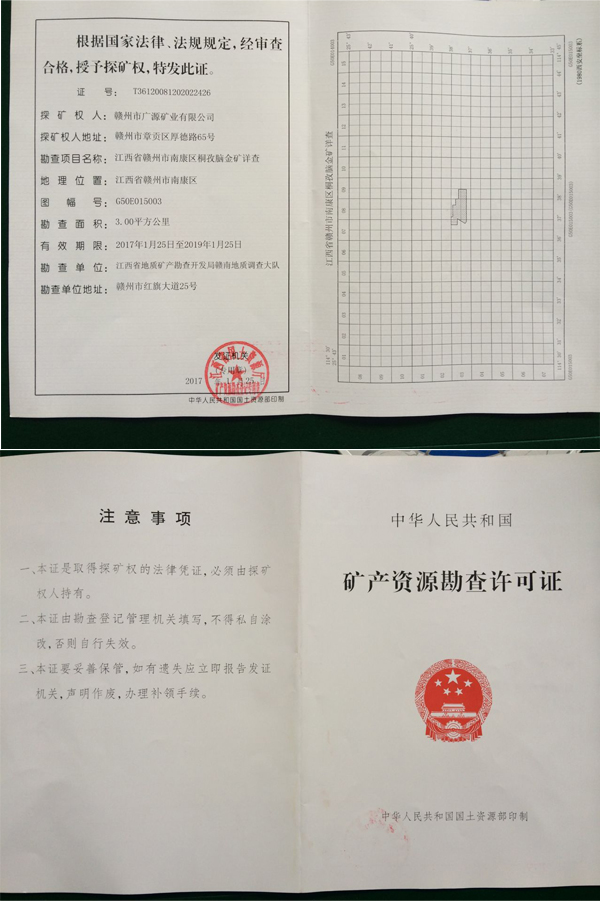 根据国家法律、法规规定，经审查
合格，授予探矿权，特发此证。
证 号：T36120081202022426
探矿权人：赣州市广源矿业有限公司
探矿权人地址：赣州市章贡区厚德路65号
勘查项目名称：江西省赣州市南康区桐孜脑金矿详查
地理位置：江西省赣州市南康区
图幅号：G50E015003
勘查面积：3.00平方公里
有效期限：2017年1月25日至2019年1月25日
勘查单位：江西省地质矿产勘查开发局赣南地质调查大队
勘查单位地址：赣州市红旗大道25号
发证机关
2017
中华人民共和国国土资源部印制
江西省赣州市南康区桐孜脑金矿详查
(1980西安坐标系)
注意事项
一、本证是取得探矿权的法律凭证，必须由探矿
权人持有。
二、本证由勘查登记管理机关填写，不得私自涂
改，否则自行失效。
三、本证要妥善保管，如有遗失应立即报告发证
机关，声明作废，办理补领手续。
中华人民共和国
矿产资源勘查许可证
中华人民共和国国土资源部印制